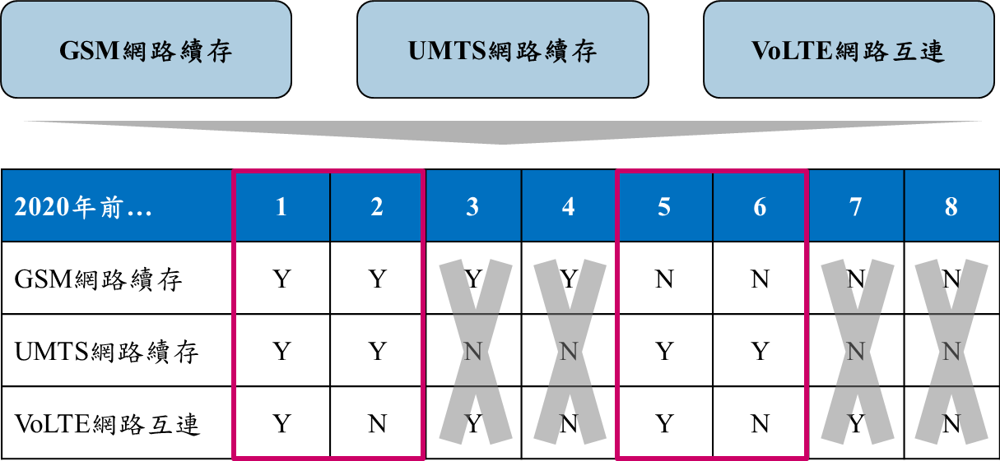 GSM網路續存 UMTS網路續存 VoLTE網路互連
2020年前... 1 2 3 4 5 6 7 8
GSM網路續存 Y Y Y Y N N N N
UMTS網路續存 Y Y N N Y Y N N
VoLTE網路互連 Y N Y N Y N Y N